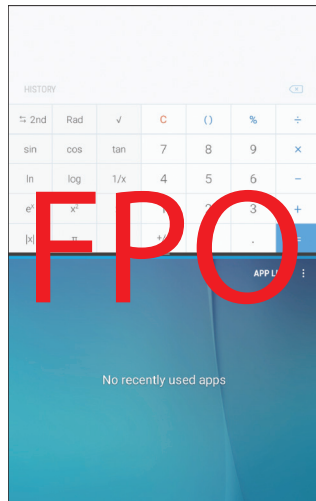 HISTORY
⇆ 2nd Rad √ C ( ) % ÷
sin cos tan 7 8 9 ×
ln log 1/x 4 5 6 −
eˣ x² 3 +
|x| π . =
FPO
APP
No recently used apps